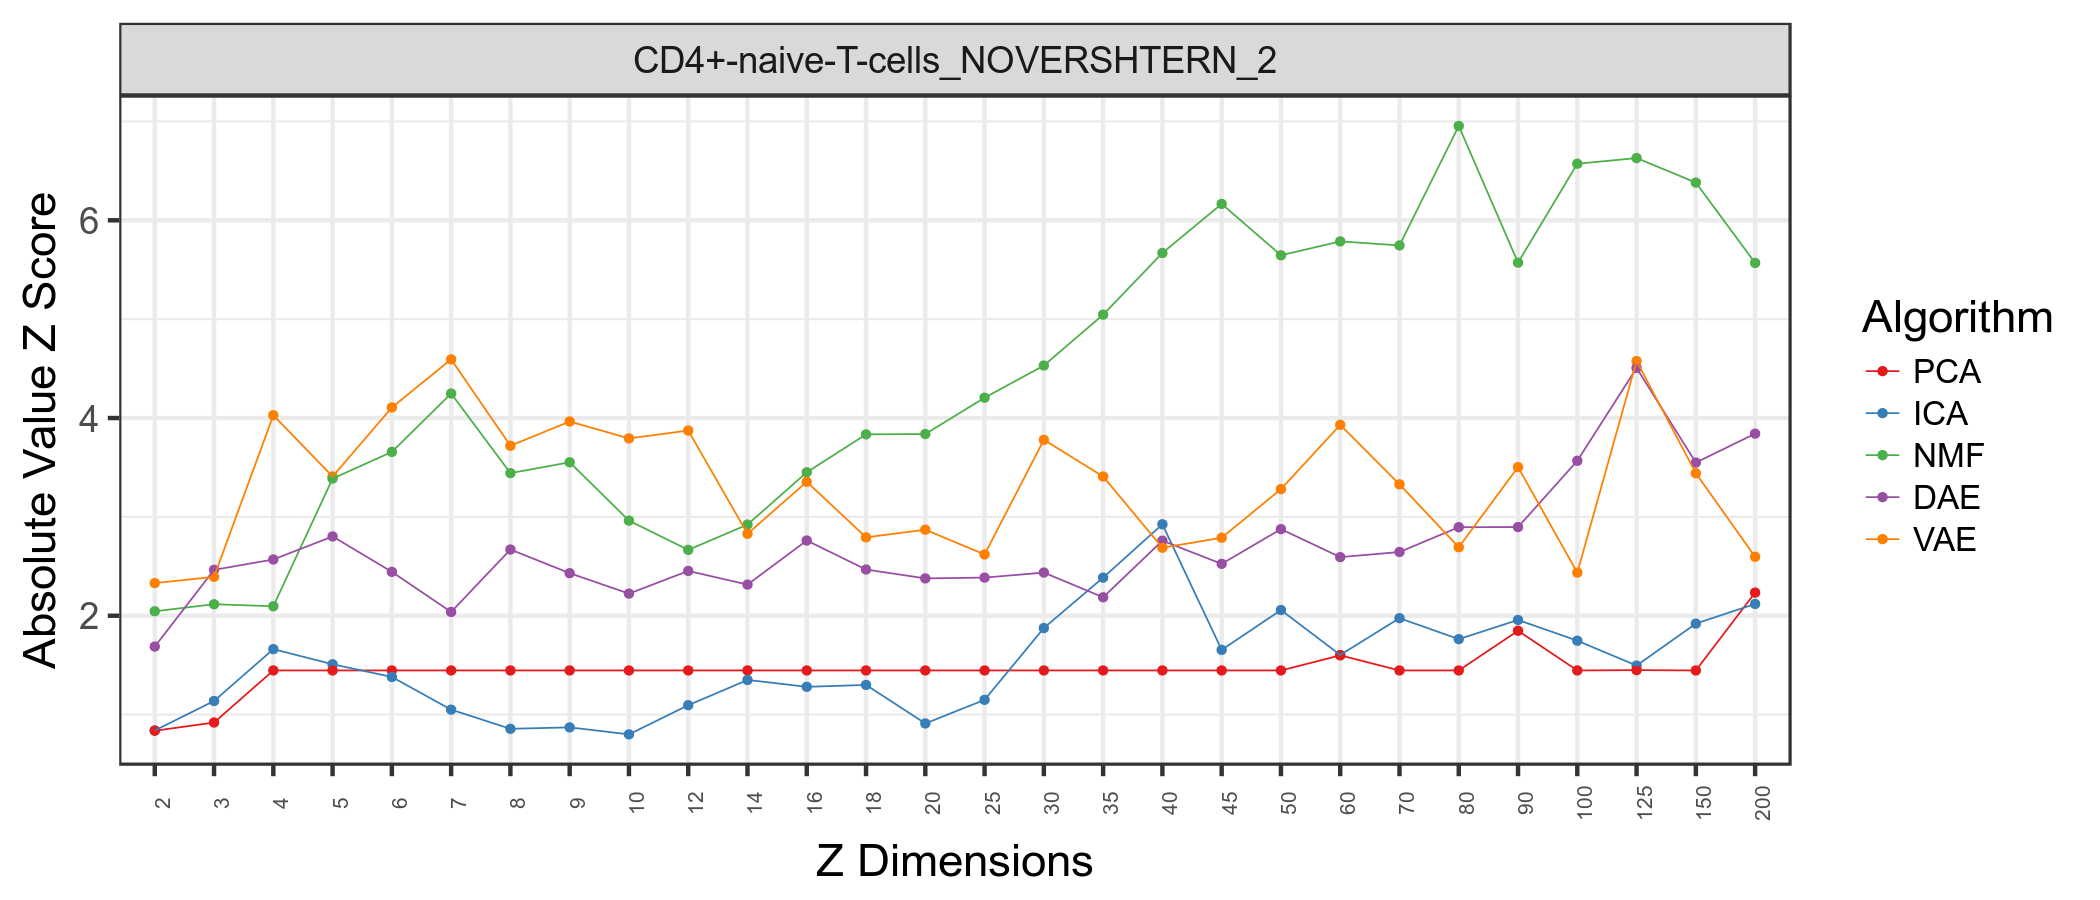 CD4+-naive-T-cells_NOVERSHTERN_2
Absolute Value Z Score
6
4
2
2 3 4 5 6 7 8 9 10 12 14 16 18 20 25 30 35 40 45 50 60 70 80 90 100 125 150 200
Z Dimensions
Algorithm
PCA
ICA
NMF
DAE
VAE